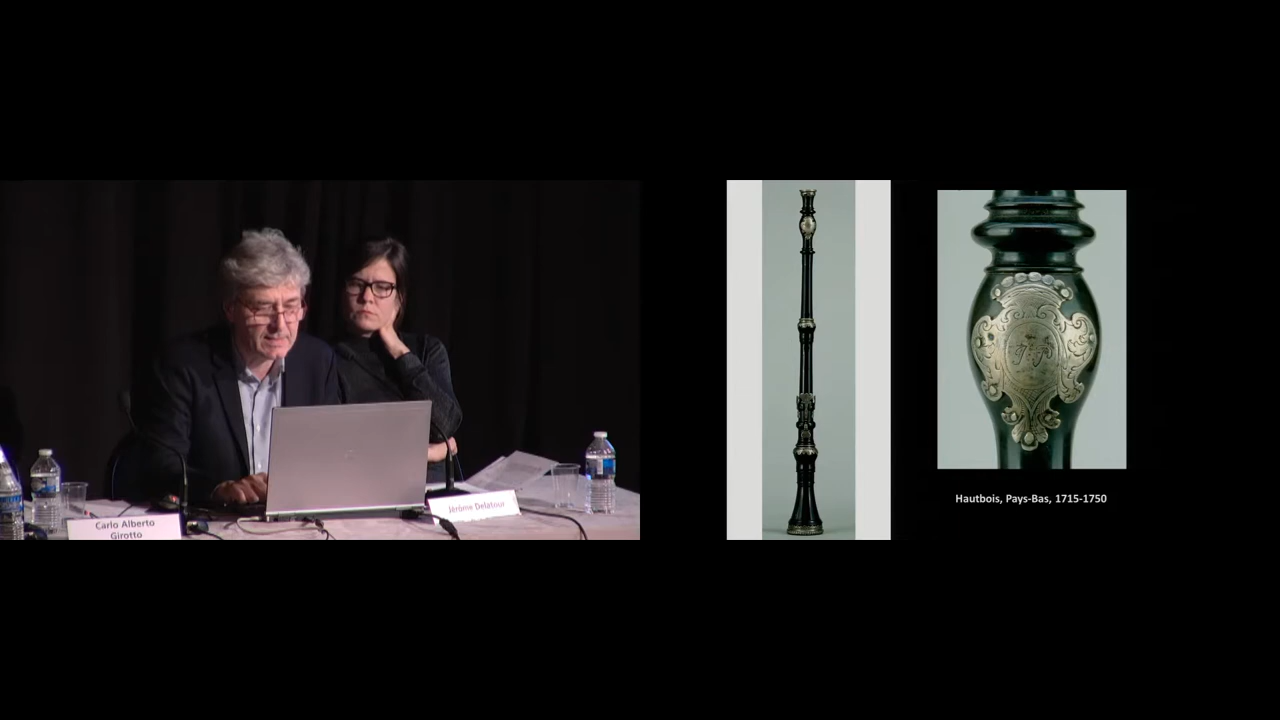 Carlo Alberto
Girotto
Jérôme Delatour
Hautbois, Pays-Bas, 1715-1750